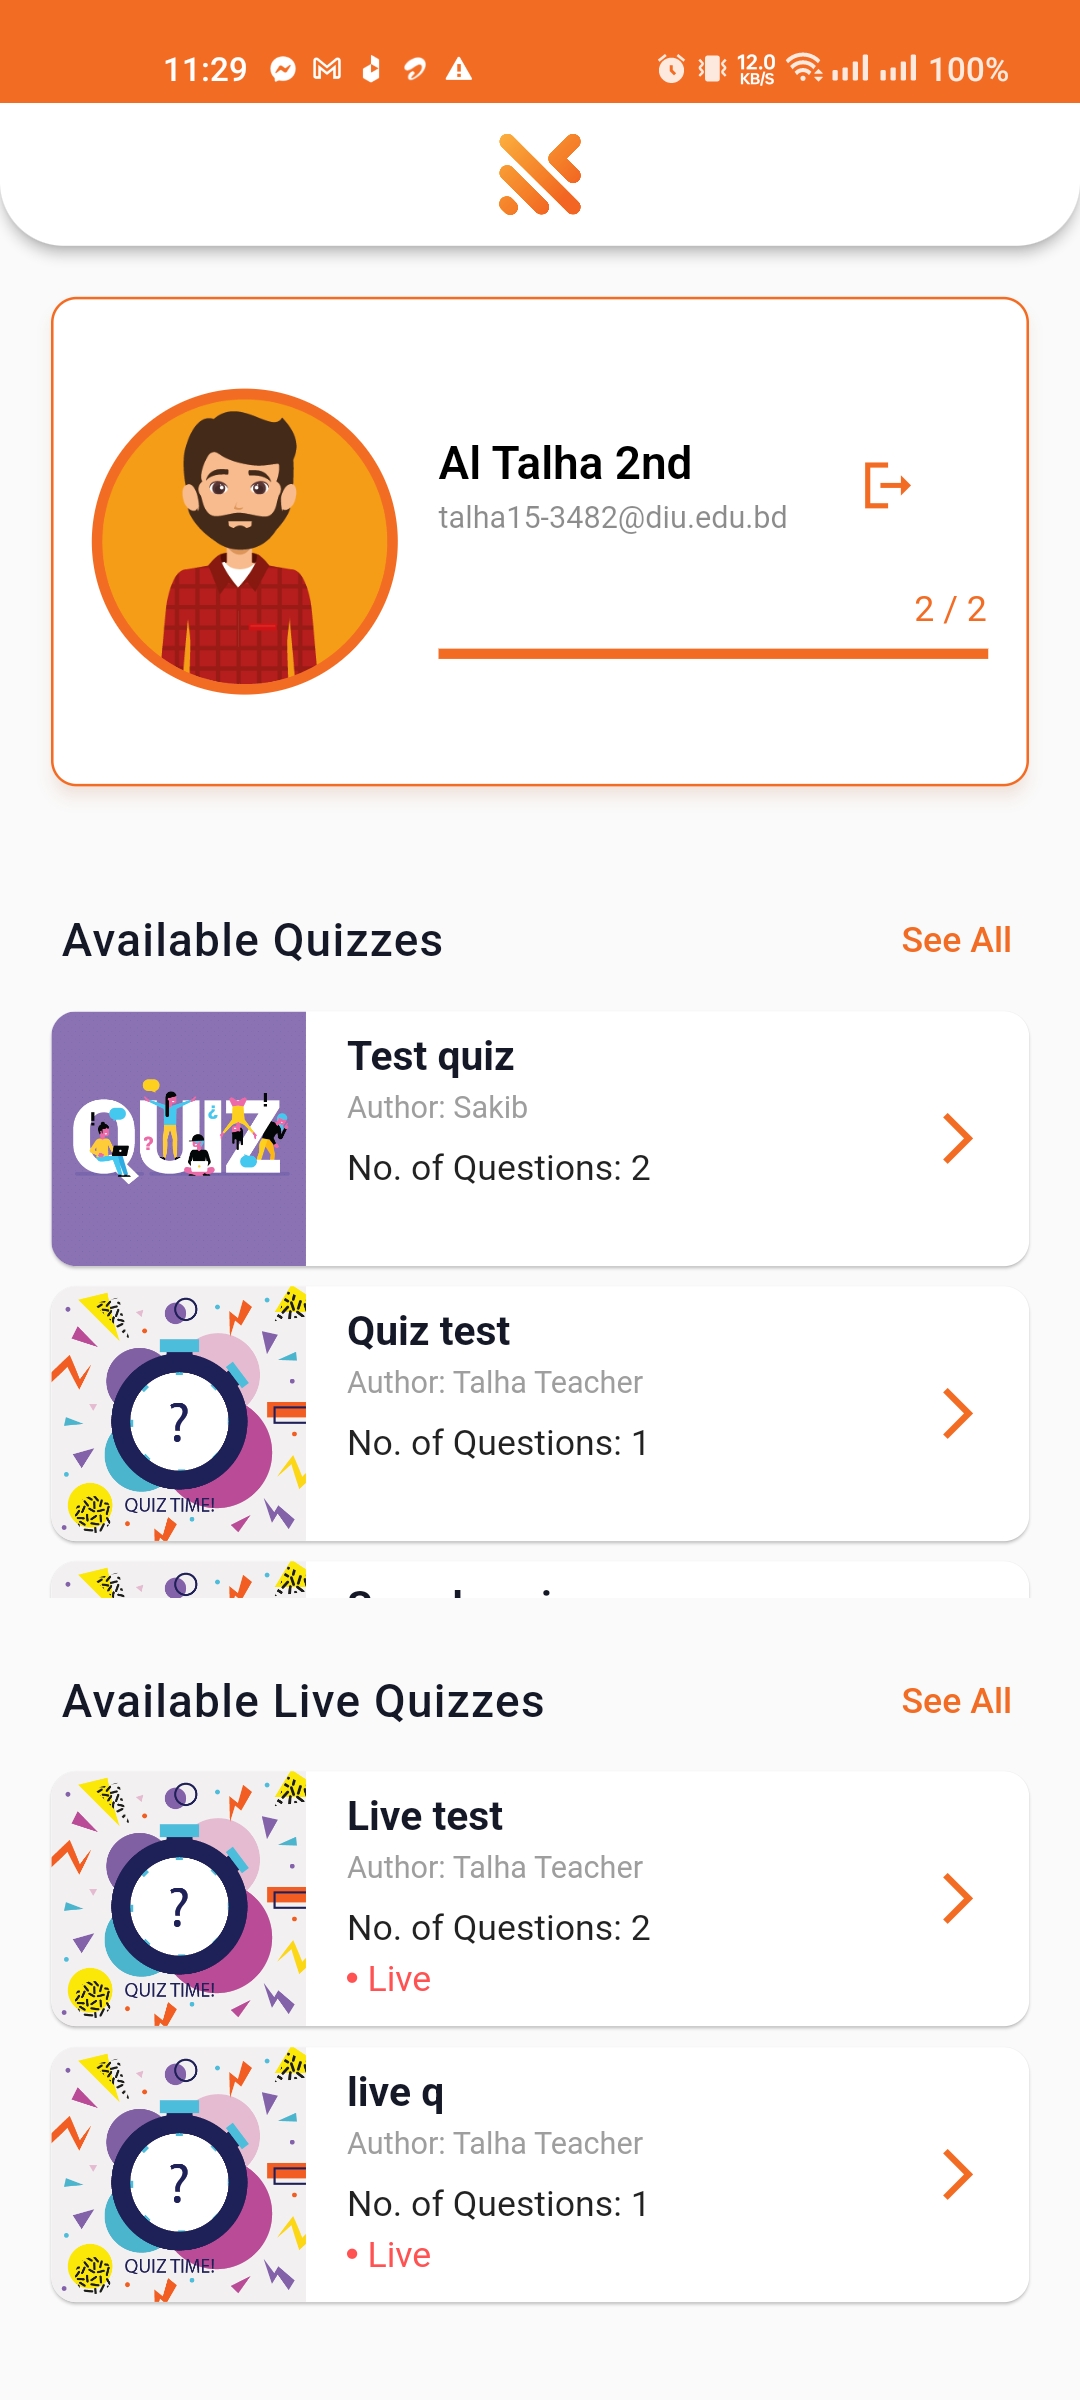 11:29 12.0 KB/S 100%
Al Talha 2nd
talha15-3482@diu.edu.bd
2 / 2
Available Quizzes See All
QUIZ
Test quiz
Author: Sakib
No. of Questions: 2
?
QUIZ TIME!
Quiz test
Author: Talha Teacher
No. of Questions: 1
Available Live Quizzes See All
?
QUIZ TIME!
Live test
Author: Talha Teacher
No. of Questions: 2
• Live
?
QUIZ TIME!
live q
Author: Talha Teacher
No. of Questions: 1
• Live